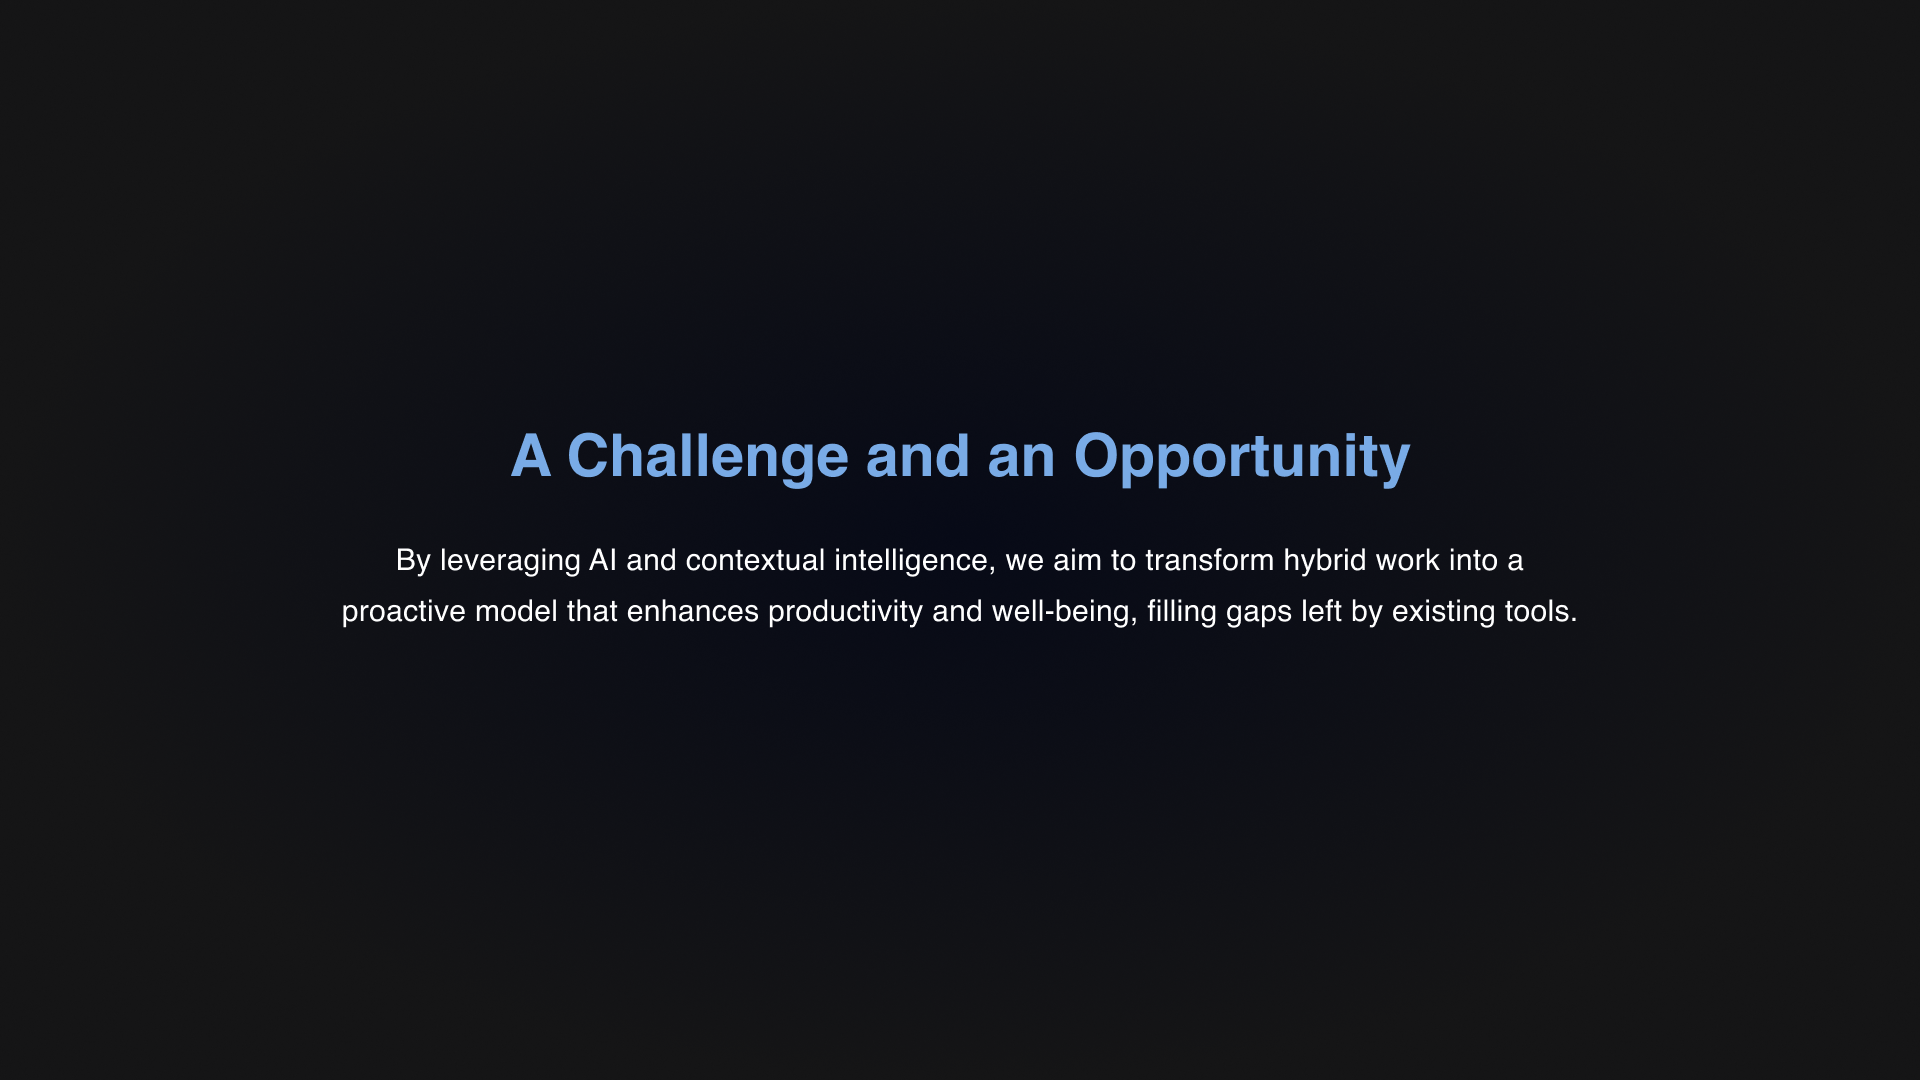 A Challenge and an Opportunity
By leveraging AI and contextual intelligence, we aim to transform hybrid work into a
proactive model that enhances productivity and well-being, filling gaps left by existing tools.